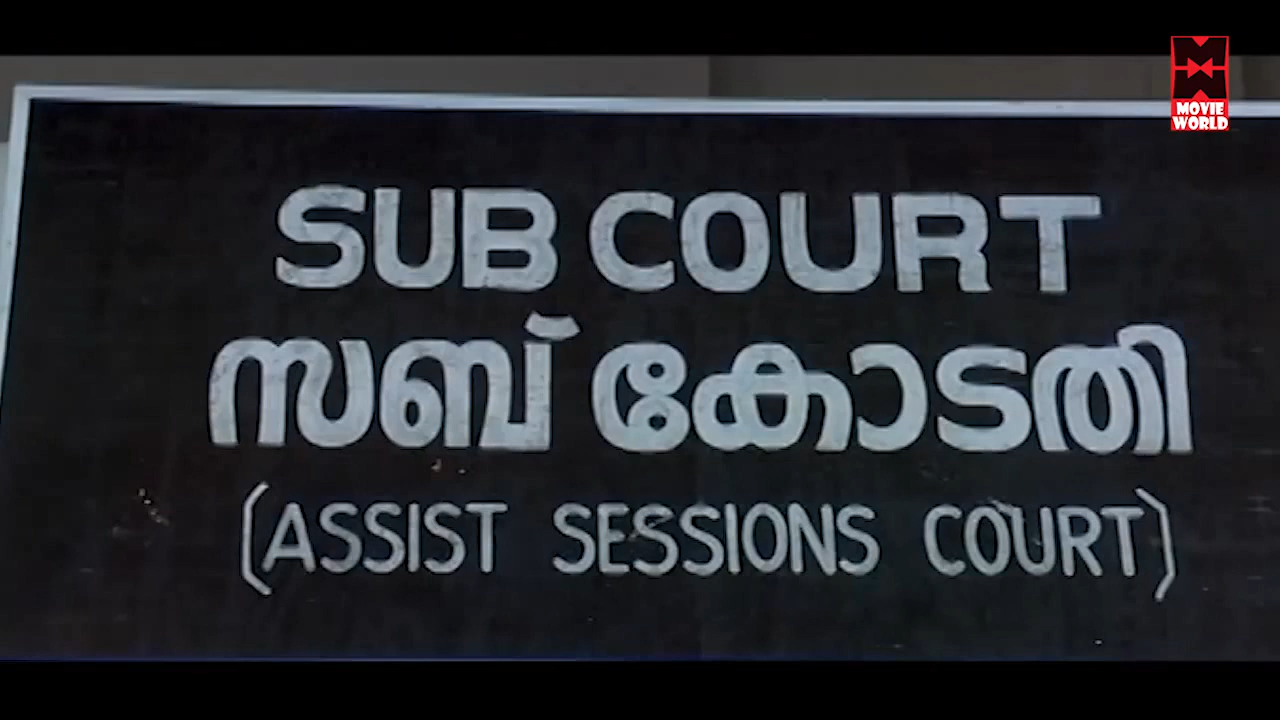 MOVIE
WORLD
SUB COURT
സബ് കോടതി
(ASSIST SESSIONS COURT)